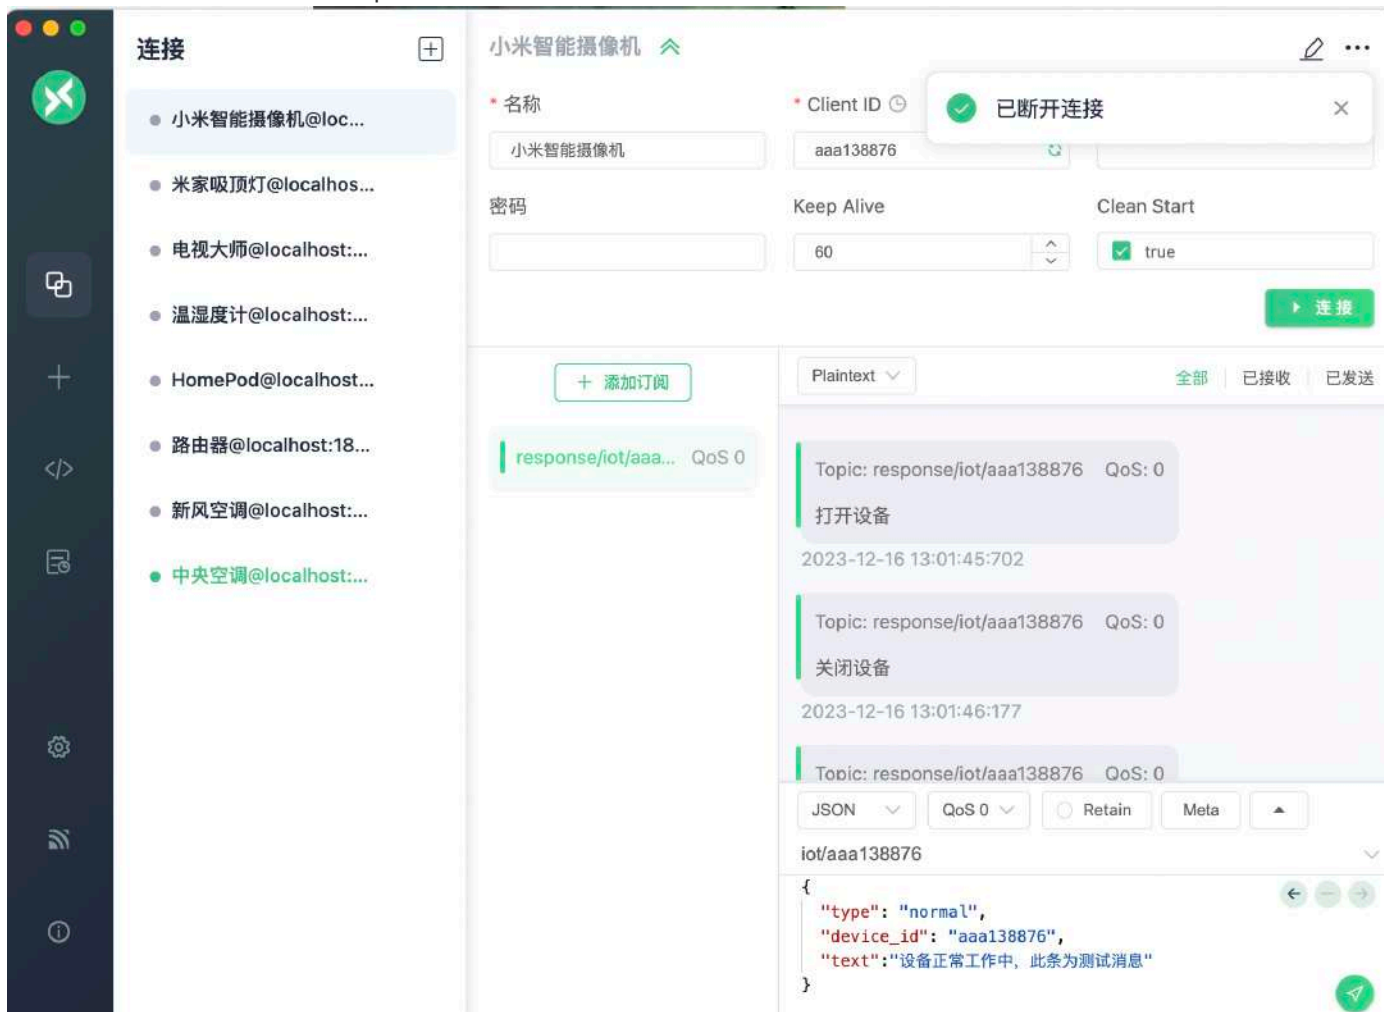 连接
小米智能摄像机@loc...
米家吸顶灯@localhos...
电视大师@localhost:...
温湿度计@localhost:...
HomePod@localhost...
路由器@localhost:18...
新风空调@localhost:...
中央空调@localhost:...
小米智能摄像机
* 名称
* Client ID
已断开连接
小米智能摄像机
aaa138876
密码
Keep Alive
Clean Start
60
true
连接
+ 添加订阅
Plaintext
全部
已接收
已发送
response/iot/aaa... QoS 0
Topic: response/iot/aaa138876 QoS: 0
打开设备
2023-12-16 13:01:45:702
Topic: response/iot/aaa138876 QoS: 0
关闭设备
2023-12-16 13:01:46:177
Topic: response/iot/aaa138876 QoS: 0
JSON
QoS 0
Retain
Meta
iot/aaa138876
{
"type": "normal",
"device_id": "aaa138876",
"text":"设备正常工作中，此条为测试消息"
}